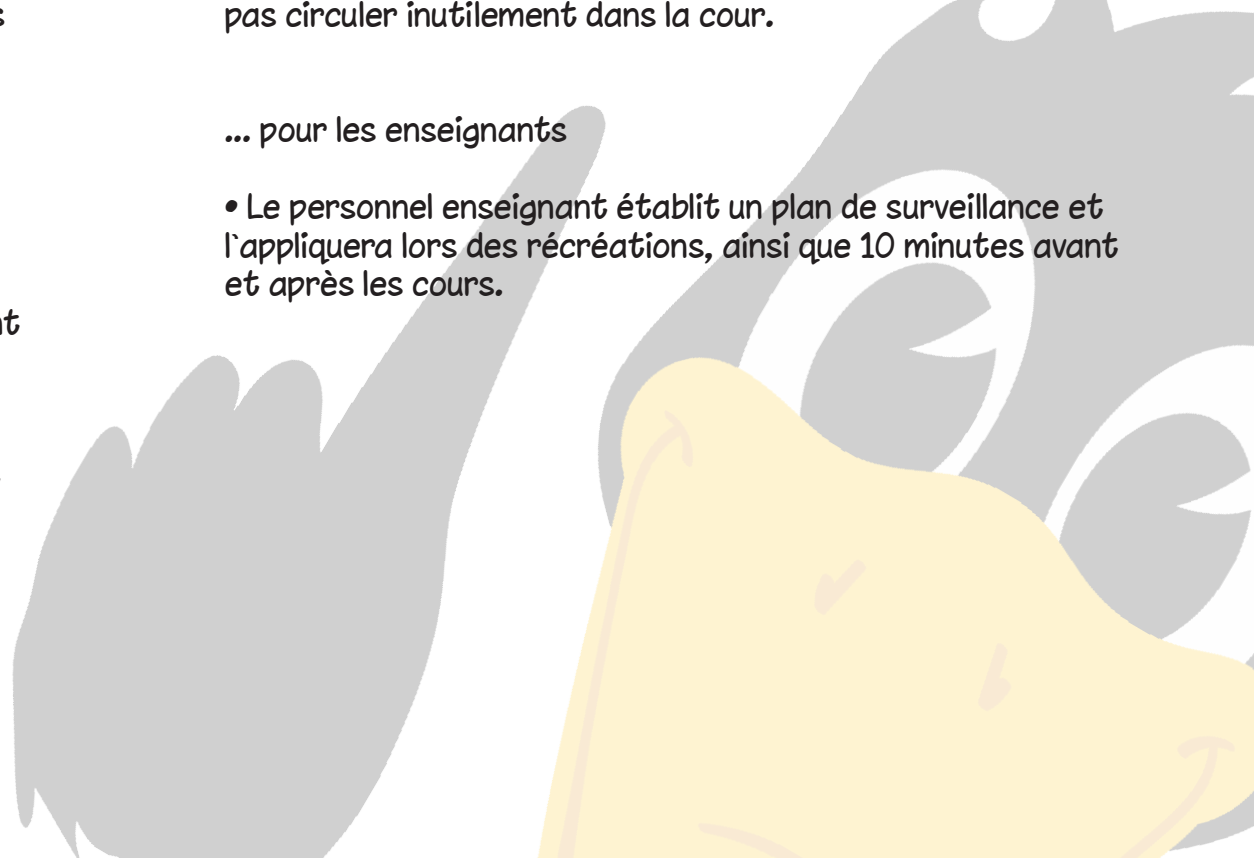 s
pas circuler inutilement dans la cour.
... pour les enseignants
• Le personnel enseignant établit un plan de surveillance et
l`appliquera lors des récréations, ainsi que 10 minutes avant
et après les cours.